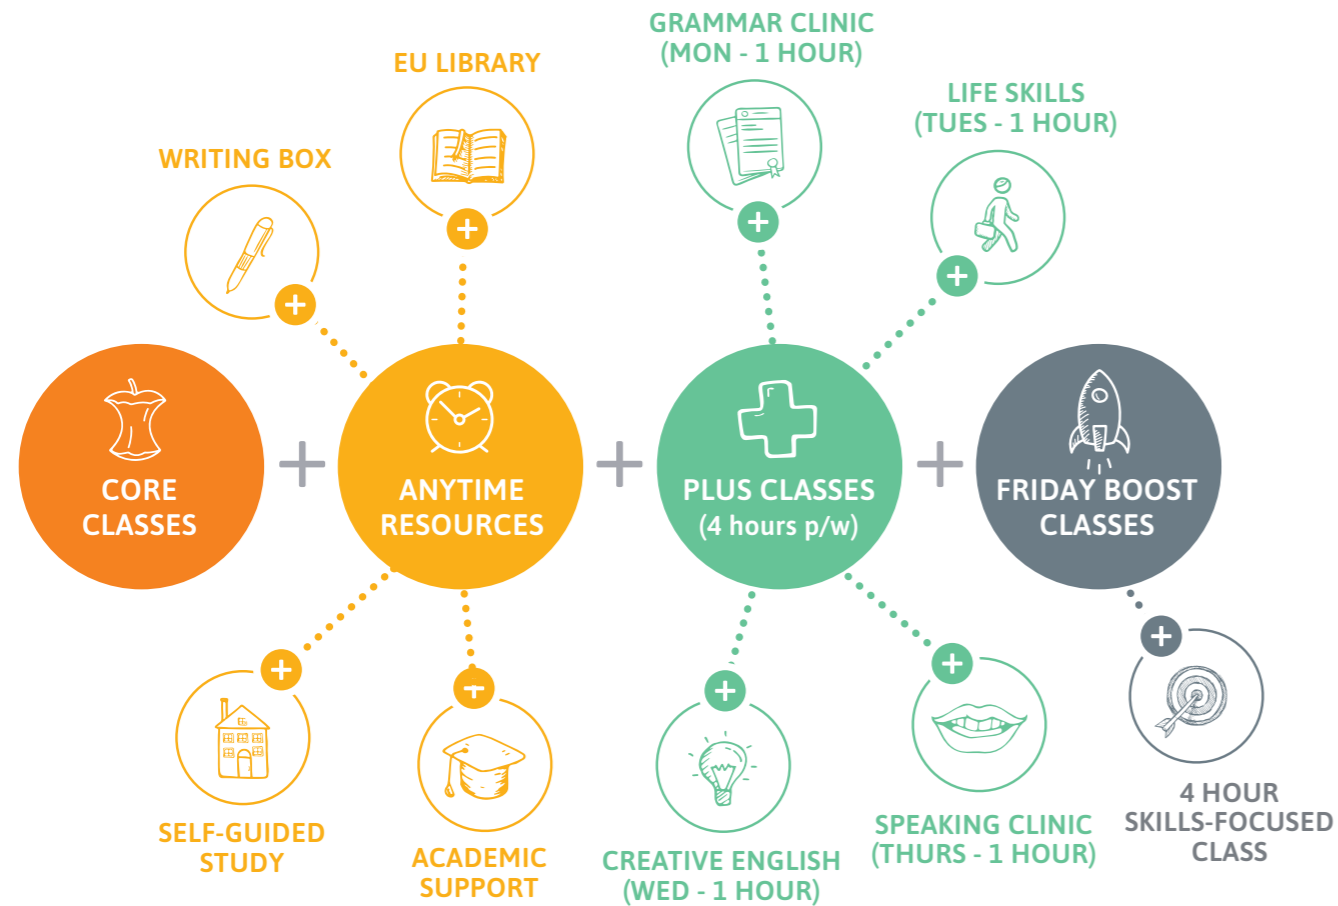 GRAMMAR CLINIC
(MON - 1 HOUR)
EU LIBRARY
LIFE SKILLS
(TUES - 1 HOUR)
WRITING BOX
CORE
CLASSES
ANYTIME
RESOURCES
PLUS CLASSES
(4 hours p/w)
FRIDAY BOOST
CLASSES
SELF-GUIDED
STUDY
ACADEMIC
SUPPORT
CREATIVE ENGLISH
(WED - 1 HOUR)
SPEAKING CLINIC
(THURS - 1 HOUR)
4 HOUR
SKILLS-FOCUSED
CLASS